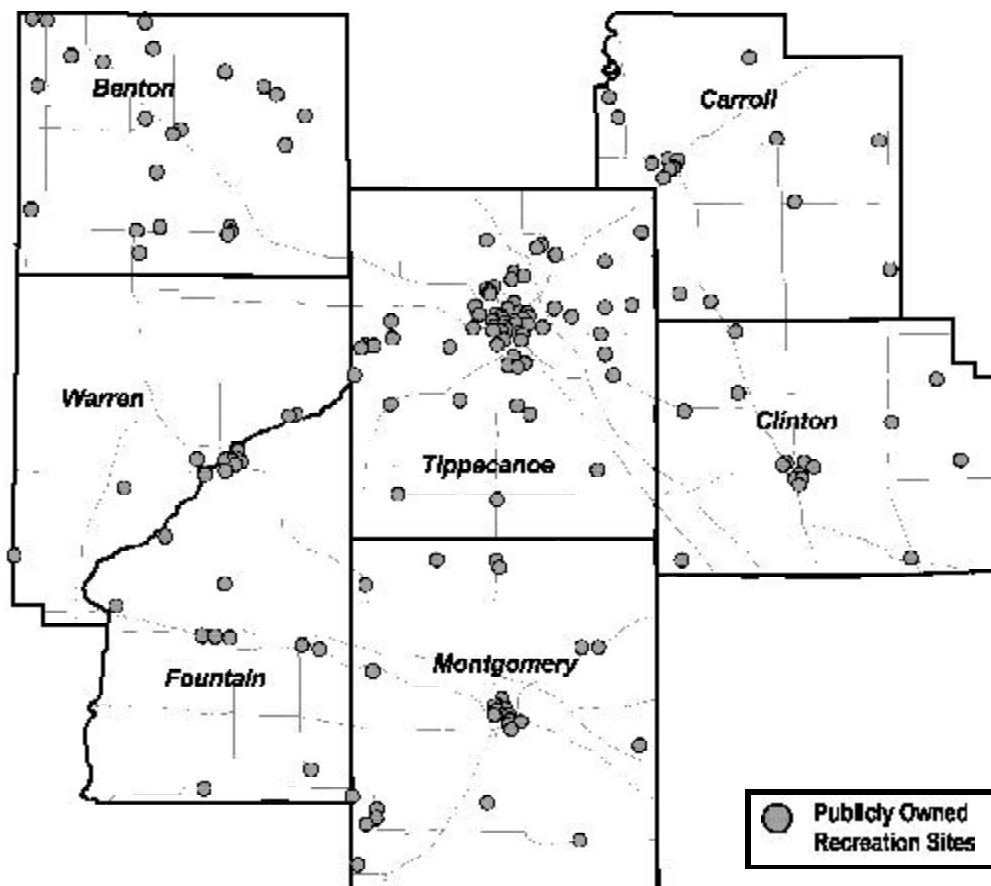 Benton
Carroll
Warren
Clinton
Tippecanoe
Montgomery
Fountain
Publicly Owned
Recreation Sites